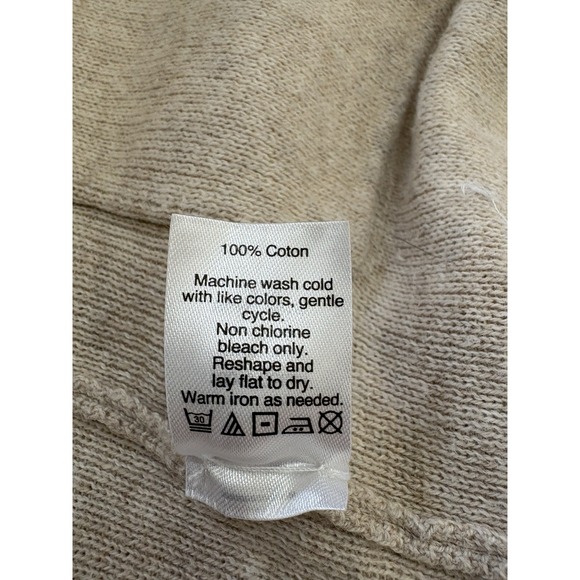 100% Coton
Machine wash cold
with like colors, gentle
cycle.
Non chlorine
bleach only.
Reshape and
lay flat to dry.
Warm iron as needed.
30